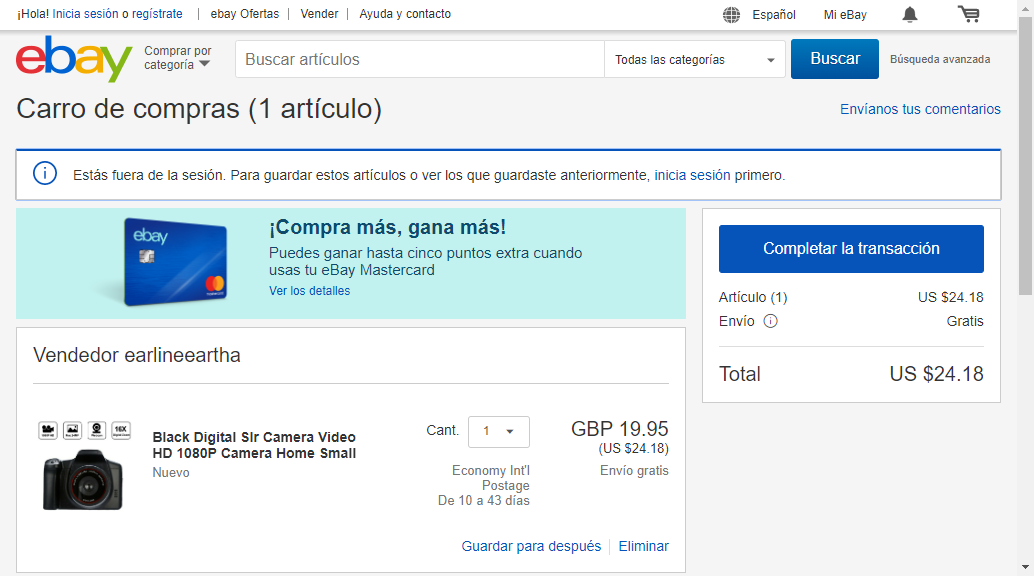 ¡Hola! Inicia sesión o regístrate
ebay Ofertas
Vender
Ayuda y contacto
Español
Mi eBay
ebay
Comprar por categoría
Buscar artículos
Todas las categorías
Buscar
Búsqueda avanzada
Carro de compras (1 artículo)
Envíanos tus comentarios
Estás fuera de la sesión. Para guardar estos artículos o ver los que guardaste anteriormente, inicia sesión primero.
ebay
¡Compra más, gana más!
Puedes ganar hasta cinco puntos extra cuando
usas tu eBay Mastercard
Ver los detalles
Completar la transacción
Artículo (1)
US $24.18
Envío
Gratis
Total
US $24.18
Vendedor earlineeartha
16X
Black Digital Slr Camera Video
HD 1080P Camera Home Small
Nuevo
Cant.
1
GBP 19.95
(US $24.18)
Economy Int'l
Postage
De 10 a 43 días
Envío gratis
Guardar para después
Eliminar